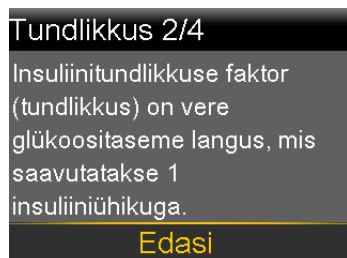 Tundlikkus 2/4
Insuliinitundlikkuse faktor
(tundlikkus) on vere
glükoositaseme langus, mis
saavutatakse 1
insuliiniühikuga.
Edasi